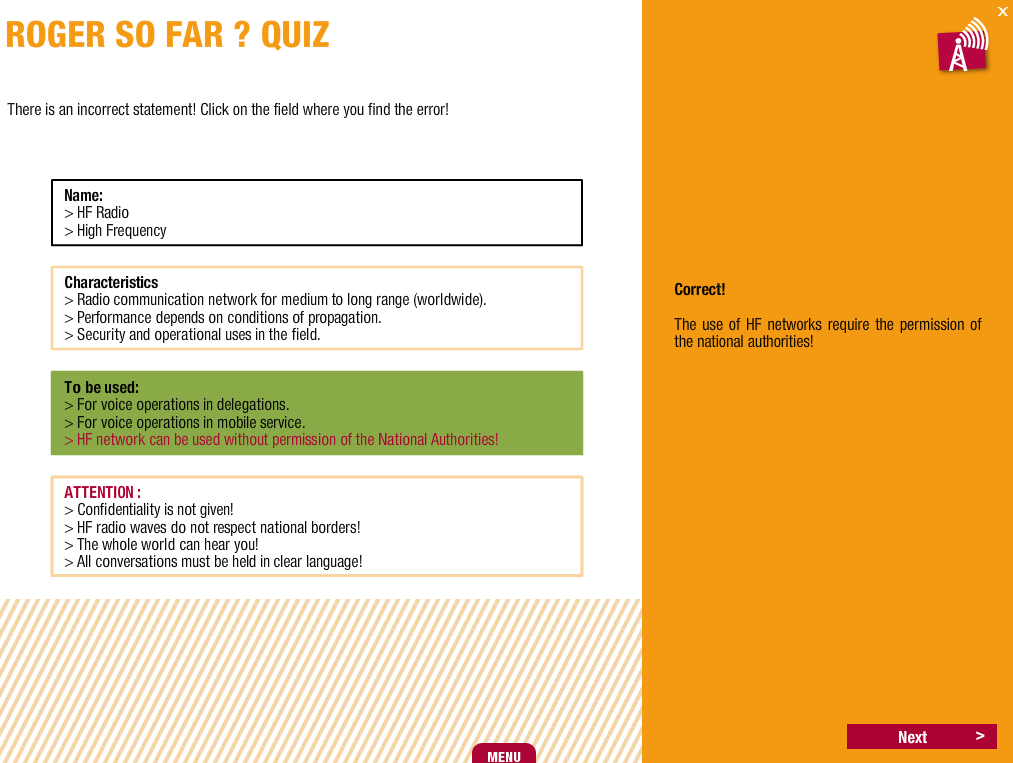 ROGER SO FAR ? QUIZ
x
There is an incorrect statement! Click on the field where you find the error!
Name:
> HF Radio
> High Frequency
Characteristics
> Radio communication network for medium to long range (worldwide).
> Performance depends on conditions of propagation.
> Security and operational uses in the field.
To be used:
> For voice operations in delegations.
> For voice operations in mobile service.
> HF network can be used without permission of the National Authorities!
ATTENTION :
> Confidentiality is not given!
> HF radio waves do not respect national borders!
> The whole world can hear you!
> All conversations must be held in clear language!
Correct!
The use of HF networks require the permission of
the national authorities!
Next >
MENU